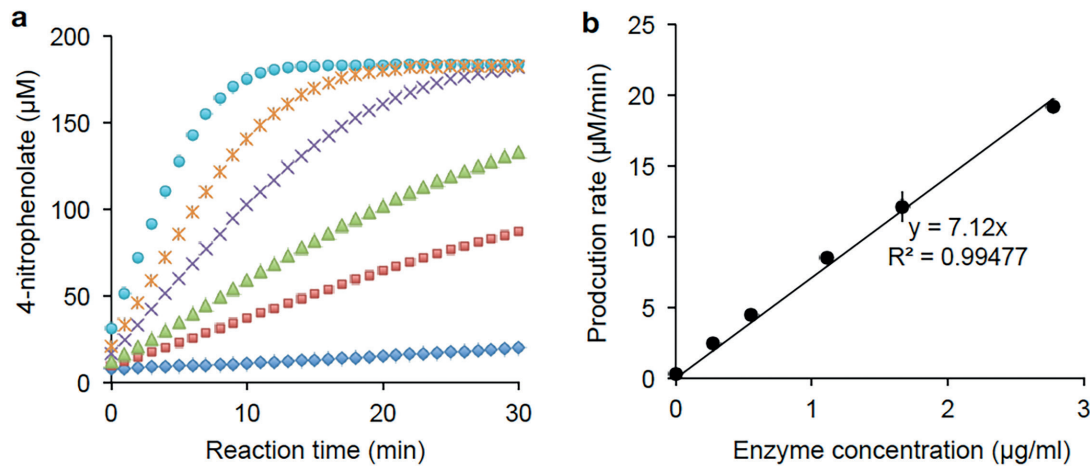 a
200
150
100
50
0
4-nitrophenolate (µM)
0 10 20 30
Reaction time (min)
b
25
20
15
10
5
0
Prodcution rate (µM/min)
y = 7.12x
R² = 0.99477
0 1 2 3
Enzyme concentration (µg/ml)